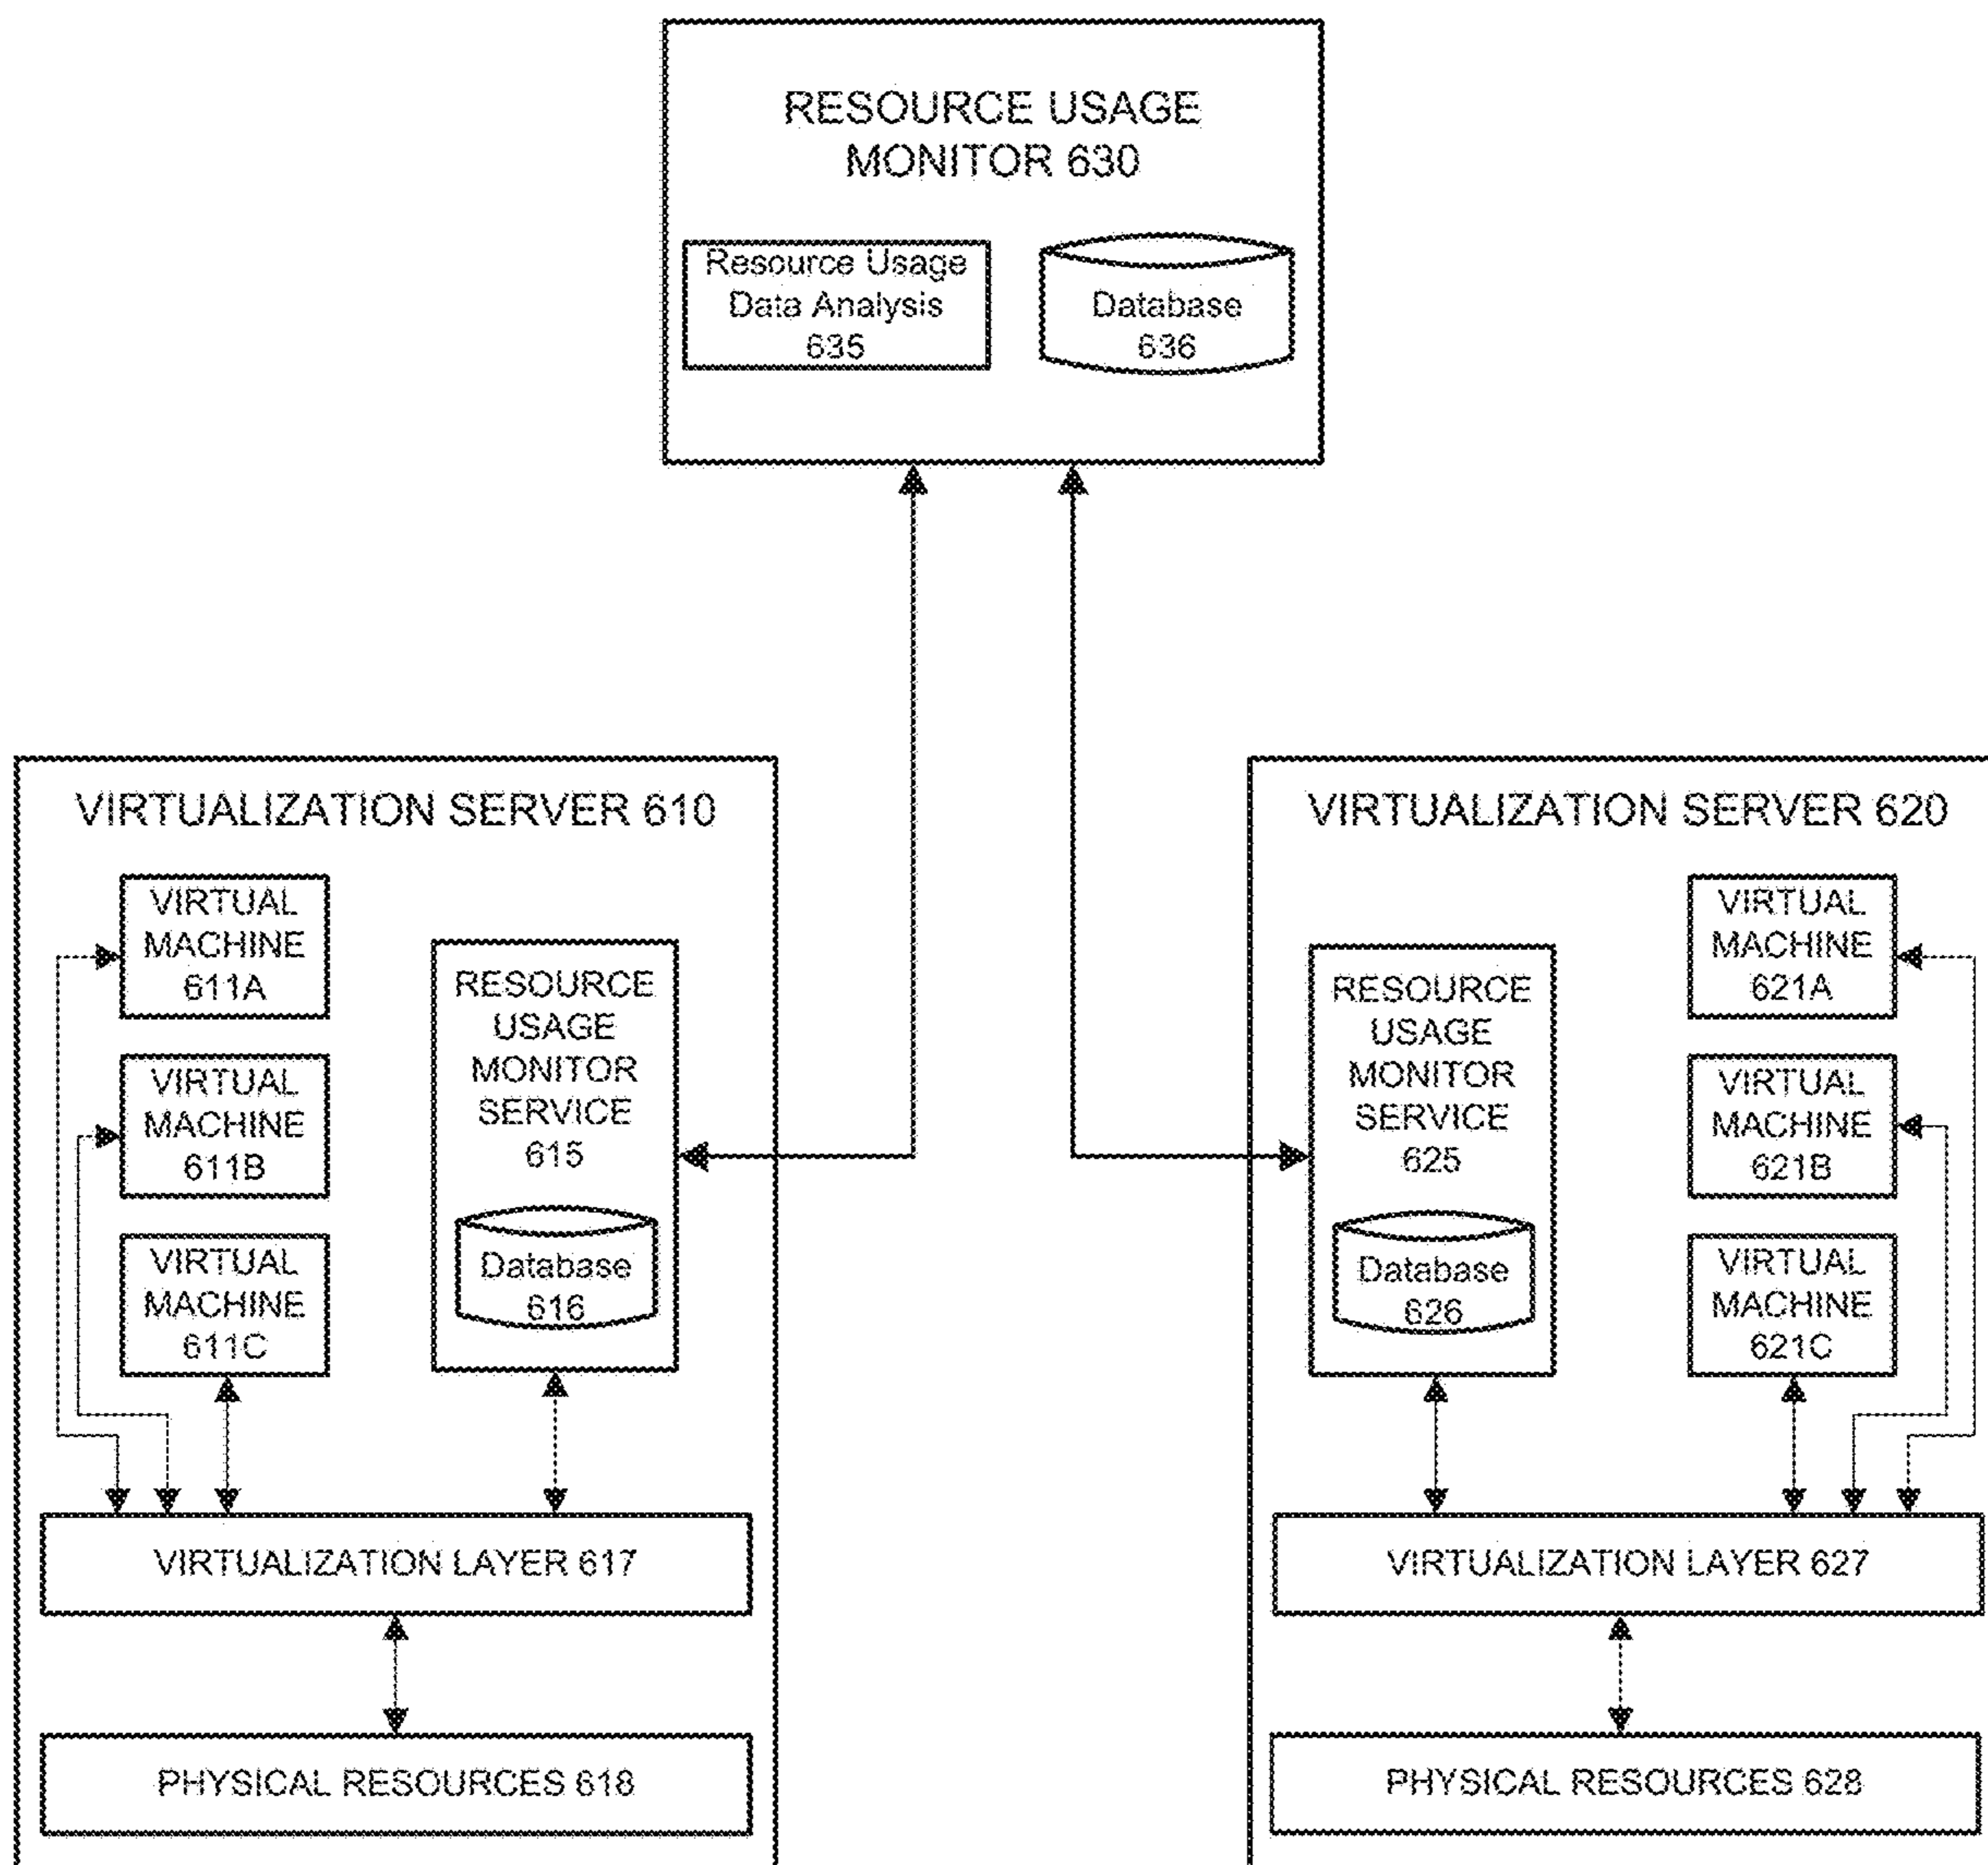 RESOURCE USAGE
MONITOR 630
Resource Usage
Data Analysis
635
Database
636
VIRTUALIZATION SERVER 610
VIRTUAL
MACHINE
611A
VIRTUAL
MACHINE
611B
VIRTUAL
MACHINE
611C
RESOURCE
USAGE
MONITOR
SERVICE
615
Database
616
VIRTUALIZATION LAYER 617
PHYSICAL RESOURCES 618
VIRTUALIZATION SERVER 620
RESOURCE
USAGE
MONITOR
SERVICE
625
Database
626
VIRTUAL
MACHINE
621A
VIRTUAL
MACHINE
621B
VIRTUAL
MACHINE
621C
VIRTUALIZATION LAYER 627
PHYSICAL RESOURCES 628